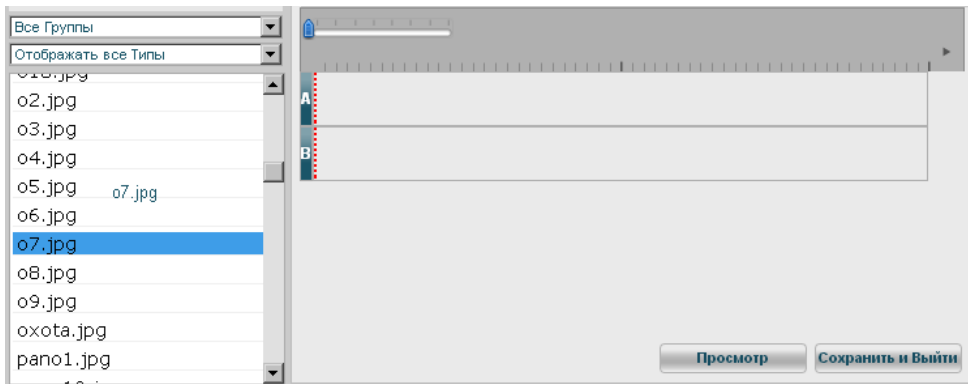 Все Группы
Отображать все Типы
o2.jpg
o3.jpg
o4.jpg
o5.jpg
o7.jpg
o6.jpg
o7.jpg
o8.jpg
o9.jpg
oxota.jpg
pano1.jpg
A
B
Просмотр
Сохранить и Выйти